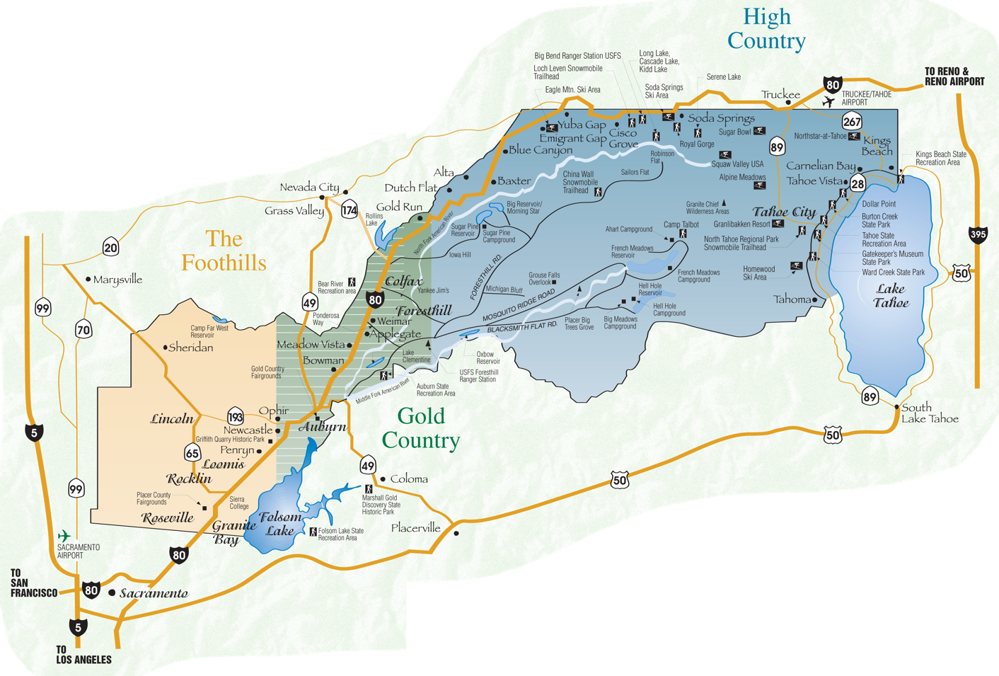 High
Country
Big Bend Ranger Station USFS
Long Lake,
Cascade Lake,
Kidd Lake
Loch Leven Snowmobile
Trailhead
Serene Lake
Eagle Mtn. Ski Area
Soda Springs
Ski Area
TO RENO &
RENO AIRPORT
80
Truckee
TRUCKEE/TAHOE
AIRPORT
Yuba Gap
Emigrant Gap
Cisco
Grove
Soda Springs
Sugar Bowl
Royal Gorge
267
Northstar-at-Tahoe
Kings
Beach
89
Blue Canyon
Robinson
Flat
Squaw Valley USA
Kings Beach State
Recreation Area
Carnelian Bay
Alta
Baxter
China Wall
Snowmobile
Trailhead
Sailors Flat
Alpine Meadows
Tahoe Vista
28
Nevada City
Dutch Flat
Grass Valley
174
Gold Run
Rollins
Lake
Big Reservoir/
Morning Star
Granite Chief
Wilderness Areas
Tahoe City
Dollar Point
Burton Creek
State Park
Granlibakken Resort
Sugar Pine
Reservoir
Sugar Pine
Campground
Ahart Campground
Camp Talbot
North Tahoe Regional Park
Snowmobile Trailhead
Tahoe State
Recreation Area
395
The
Foothills
20
North Fork American River
Iowa Hill
French Meadows
Reservoir
Gatekeeper's Museum
State Park
Homewood
Ski Area
Ward Creek State Park
50
Marysville
Bear River
Recreation area
Colfax
Yankee Jim's
FORESTHILL RD.
Grouse Falls
Overlook
French Meadows
Campground
Michigan Bluff
MOSQUITO RIDGE ROAD
Hell Hole
Reservoir
Lake
Tahoe
80
49
99
Foresthill
Tahoma
Hell Hole
Campground
Ponderosa
Way
Weimar
Placer Big
Trees Grove
Big Meadows
Campground
BLACKSMITH FLAT RD.
70
Camp Far West
Reservoir
Applegate
Sheridan
Meadow Vista
Bowman
Lake
Clementine
Oxbow
Reservoir
Gold Country
Fairgrounds
USFS Foresthill
Ranger Station
Middle Fork American River
Auburn State
Recreation Area
89
South
Lake Tahoe
Lincoln
193
Ophir
Auburn
Gold
Country
5
Newcastle
Griffith Quarry Historic Park
50
65
Penryn
Loomis
Rocklin
49
Coloma
50
99
Placer County
Fairgrounds
Sierra
College
Marshall Gold
Discovery State
Historic Park
Roseville
Granite
Bay
Folsom
Lake
Folsom Lake State
Recreation Area
Placerville
SACRAMENTO
AIRPORT
80
TO
SAN
FRANCISCO
80
Sacramento
5
TO
LOS ANGELES